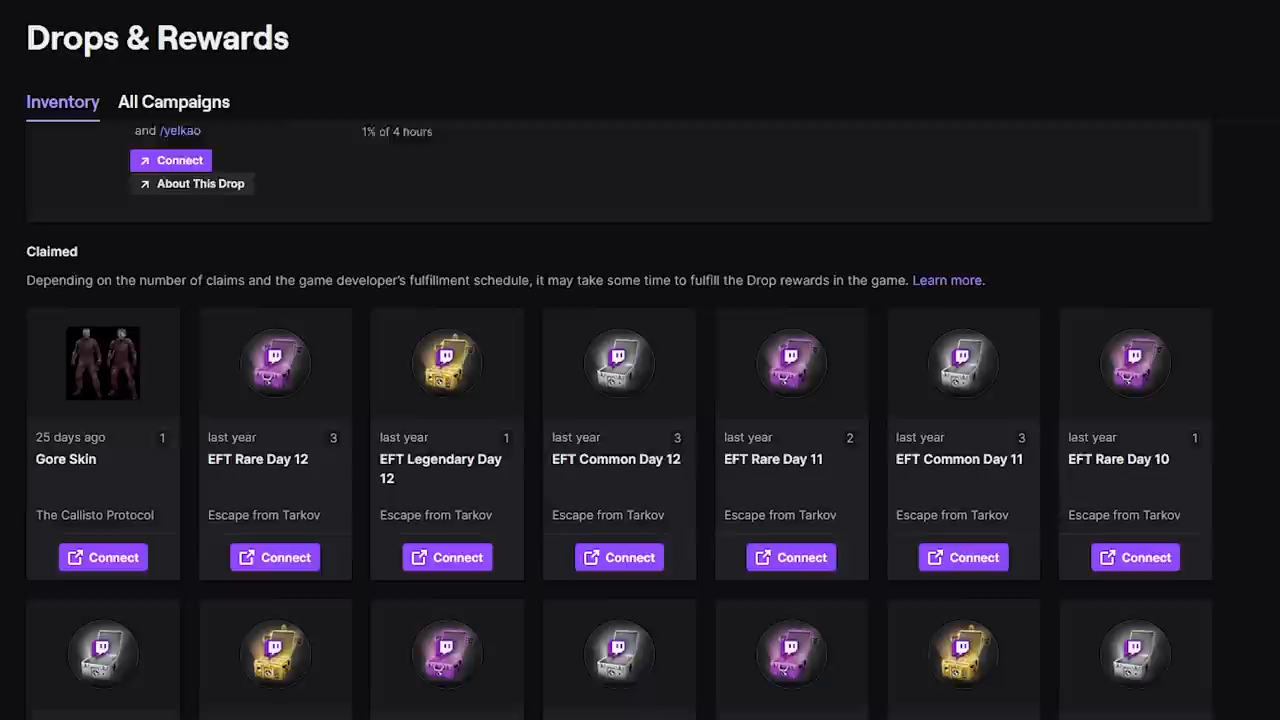 Drops & Rewards
Inventory All Campaigns
and /yelkao
1% of 4 hours
Connect
About This Drop
Claimed
Depending on the number of claims and the game developer's fulfillment schedule, it may take some time to fulfill the Drop rewards in the game. Learn more.
25 days ago 1
Gore Skin
The Callisto Protocol
Connect
last year 3
EFT Rare Day 12
Escape from Tarkov
Connect
last year 1
EFT Legendary Day
12
Escape from Tarkov
Connect
last year 3
EFT Common Day 12
Escape from Tarkov
Connect
last year 2
EFT Rare Day 11
Escape from Tarkov
Connect
last year 3
EFT Common Day 11
Escape from Tarkov
Connect
last year 1
EFT Rare Day 10
Escape from Tarkov
Connect